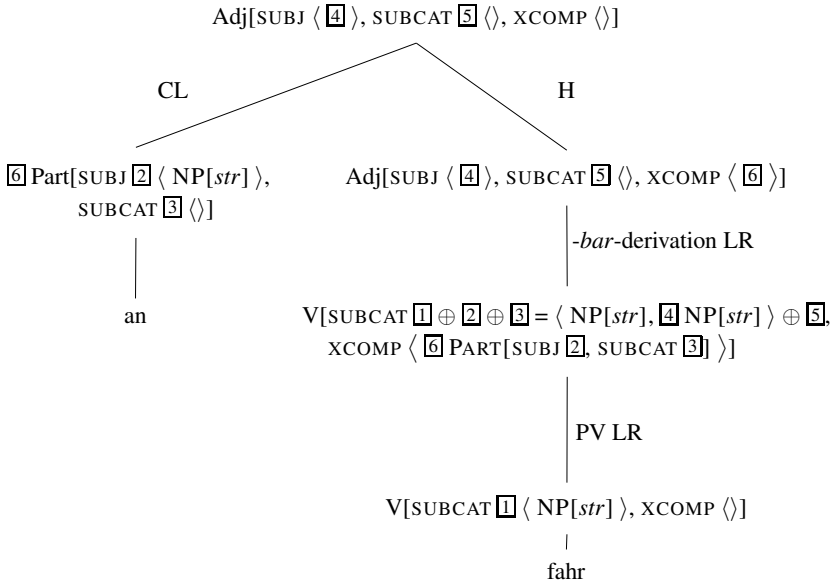 Adj[SUBJ ⟨ 4 ⟩, SUBCAT 5 ⟨⟩, XCOMP ⟨⟩]
CL
H
6 Part[SUBJ 2 ⟨ NP[str] ⟩,
SUBCAT 3 ⟨⟩]
Adj[SUBJ ⟨ 4 ⟩, SUBCAT 5 ⟨⟩, XCOMP ⟨ 6 ⟩]
-bar-derivation LR
an
V[SUBCAT 1 ⊕ 2 ⊕ 3 = ⟨ NP[str], 4 NP[str] ⟩ ⊕ 5,
XCOMP ⟨ 6 PART[SUBJ 2, SUBCAT 3] ⟩]
PV LR
V[SUBCAT 1 ⟨ NP[str] ⟩, XCOMP ⟨⟩]
fahr